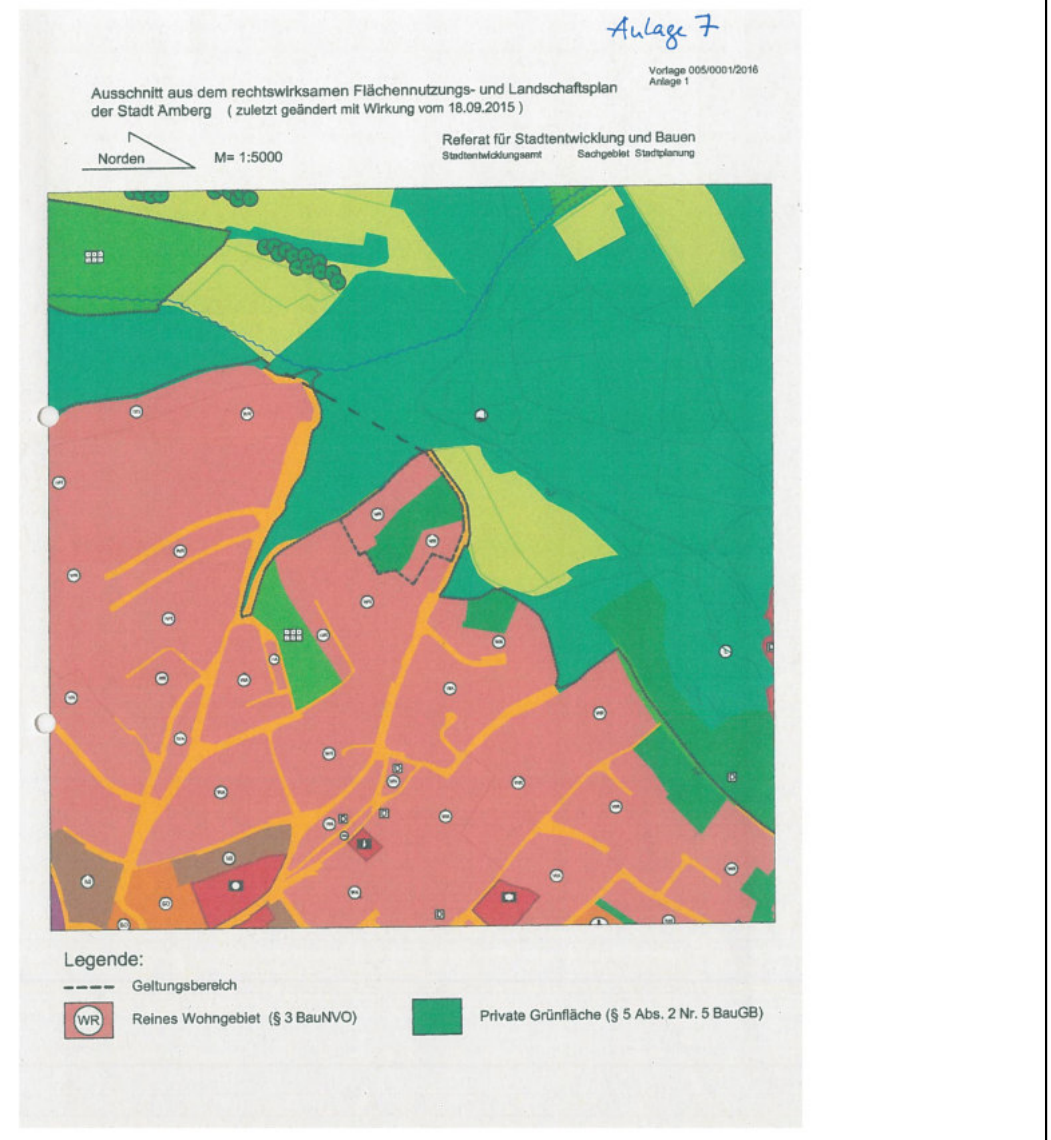 Anlage 7
Vorlage 005/0001/2016
Anlage 1
Ausschnitt aus dem rechtswirksamen Flächennutzungs- und Landschaftsplan
der Stadt Amberg ( zuletzt geändert mit Wirkung vom 18.09.2015 )
Norden M= 1:5000
Referat für Stadtentwicklung und Bauen
Stadtentwicklungsamt Sachgebiet Stadtplanung
Legende:
Geltungsbereich
WR Reines Wohngebiet (§ 3 BauNVO)
Private Grünfläche (§ 5 Abs. 2 Nr. 5 BauGB)